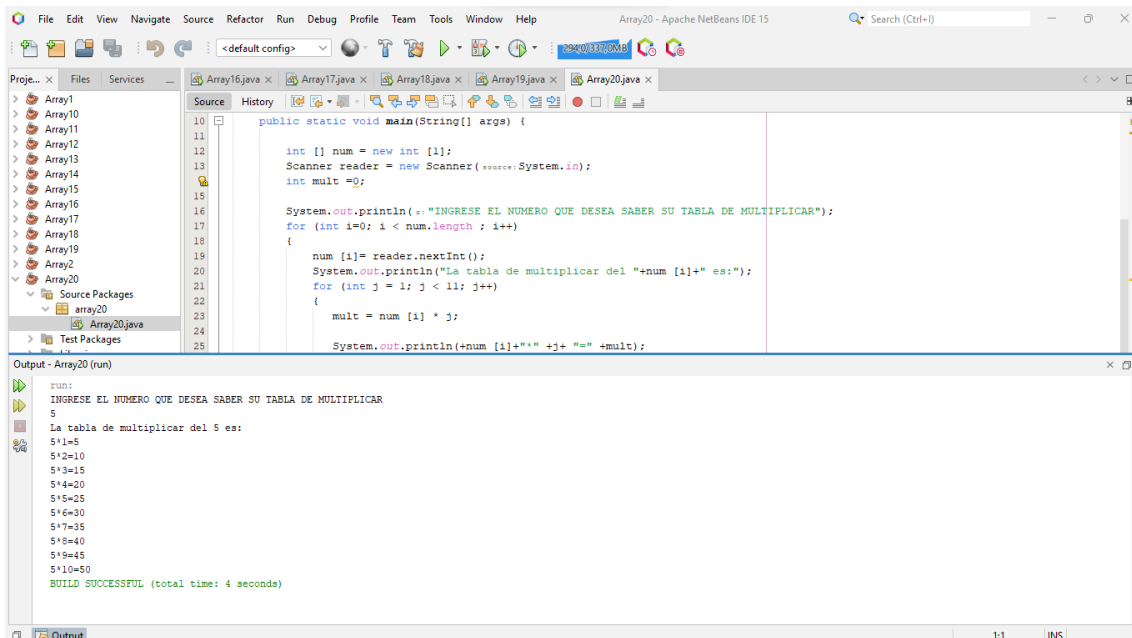 File Edit View Navigate Source Refactor Run Debug Profile Team Tools Window Help Array20 - Apache NetBeans IDE 15 Search (Ctrl+I)
<default config> 294,0/337,0MB
Proje... × Files Services Array16.java × Array17.java × Array18.java × Array19.java × Array20.java ×
Source History
Array1
Array10
Array11
Array12
Array13
Array14
Array15
Array16
Array17
Array18
Array19
Array2
Array20
Source Packages
array20
Array20.java
Test Packages
10 public static void main(String[] args) {
11
12 int [] num = new int [1];
13 Scanner reader = new Scanner( source: System.in);
int mult =0;
15
16 System.out.println( x: "INGRESE EL NUMERO QUE DESEA SABER SU TABLA DE MULTIPLICAR");
17 for (int i=0; i < num.length ; i++)
18 {
19 num [i]= reader.nextInt();
20 System.out.println("La tabla de multiplicar del "+num [i]+" es:");
21 for (int j = 1; j < 11; j++)
22 {
23 mult = num [i] * j;
24
25 System.out.println(+num [i]+"*" +j+ "=" +mult);
Output - Array20 (run) ×
run:
INGRESE EL NUMERO QUE DESEA SABER SU TABLA DE MULTIPLICAR
5
La tabla de multiplicar del 5 es:
5*1=5
5*2=10
5*3=15
5*4=20
5*5=25
5*6=30
5*7=35
5*8=40
5*9=45
5*10=50
BUILD SUCCESSFUL (total time: 4 seconds)
Output 1:1 INS